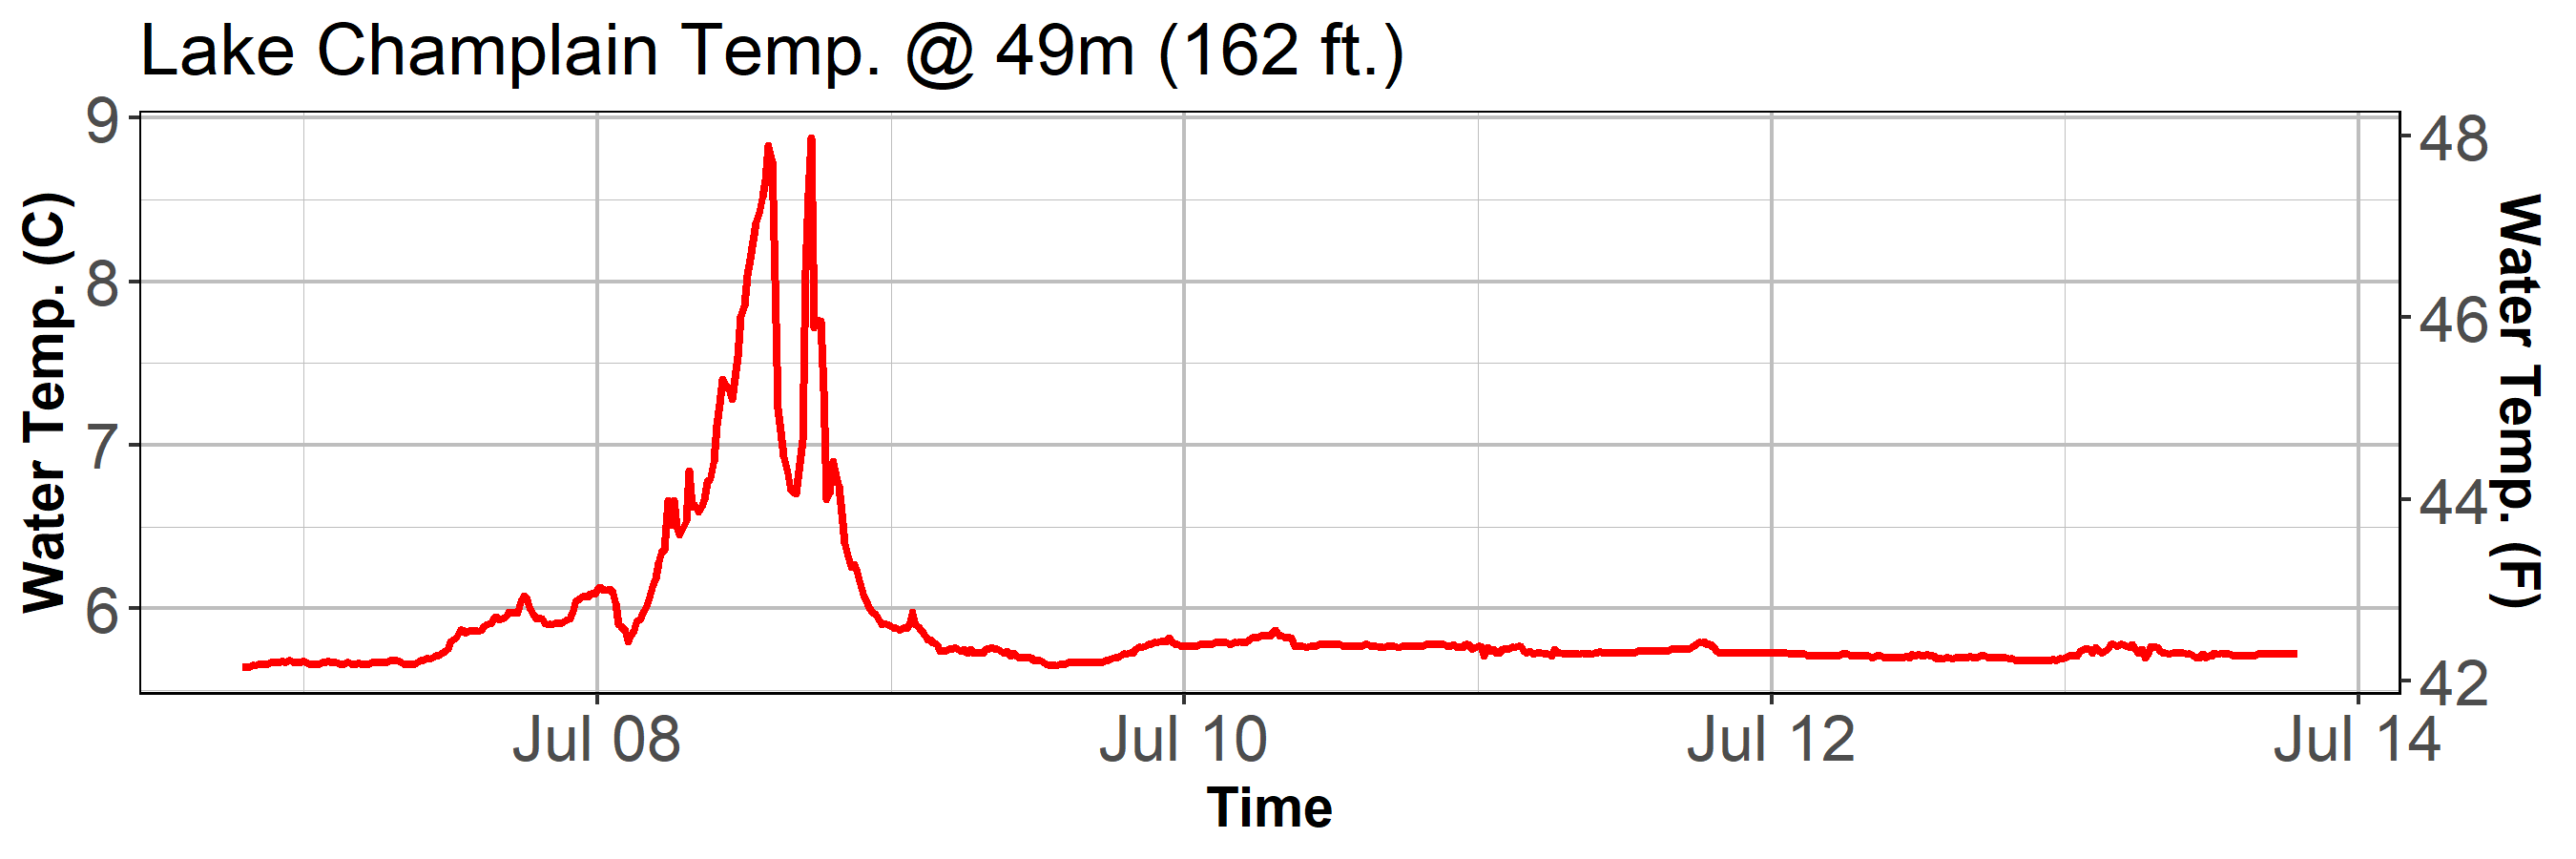 Lake Champlain Temp. @ 49m (162 ft.)
Water Temp. (C)
9
8
7
6
48
46
44
42
Water Temp. (F)
Jul 08 Jul 10 Jul 12 Jul 14
Time